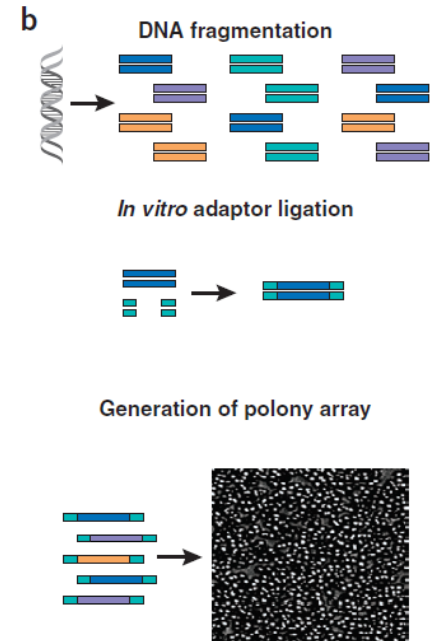 b
DNA fragmentation
In vitro adaptor ligation
Generation of polony array